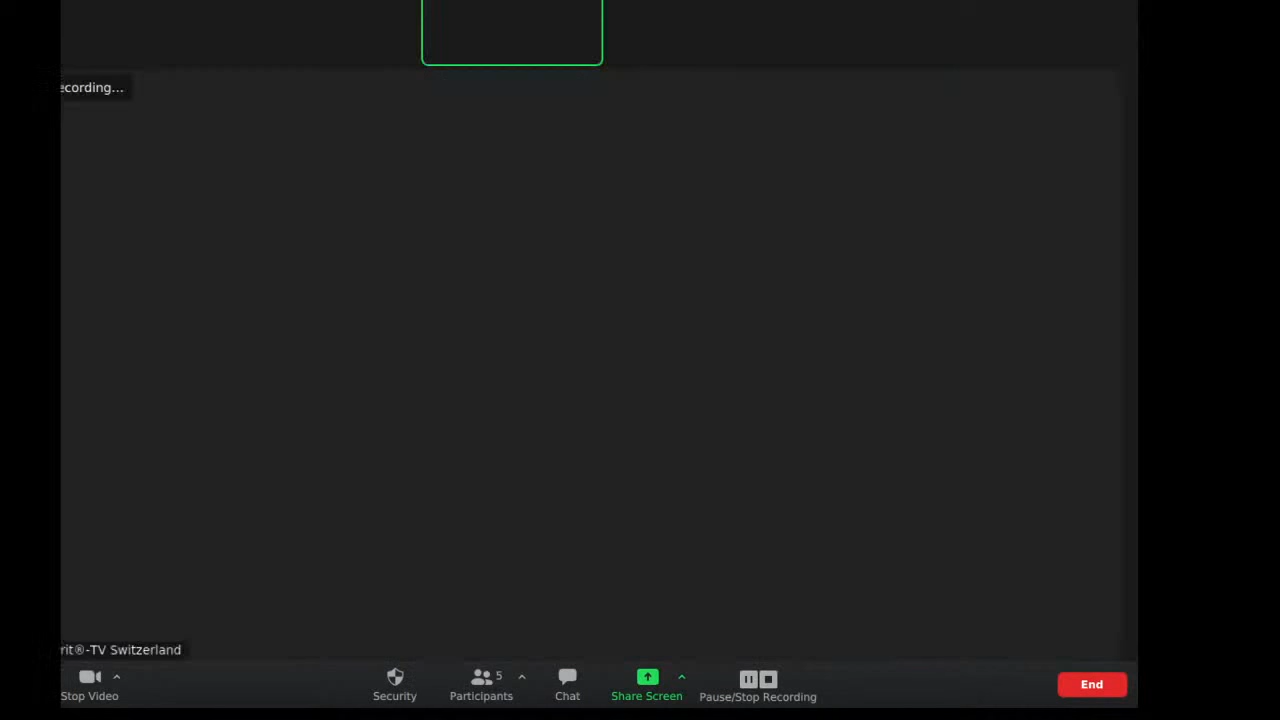 ecording...
rit®-TV Switzerland
5
Stop Video
Security
Participants
Chat
Share Screen
Pause/Stop Recording
End